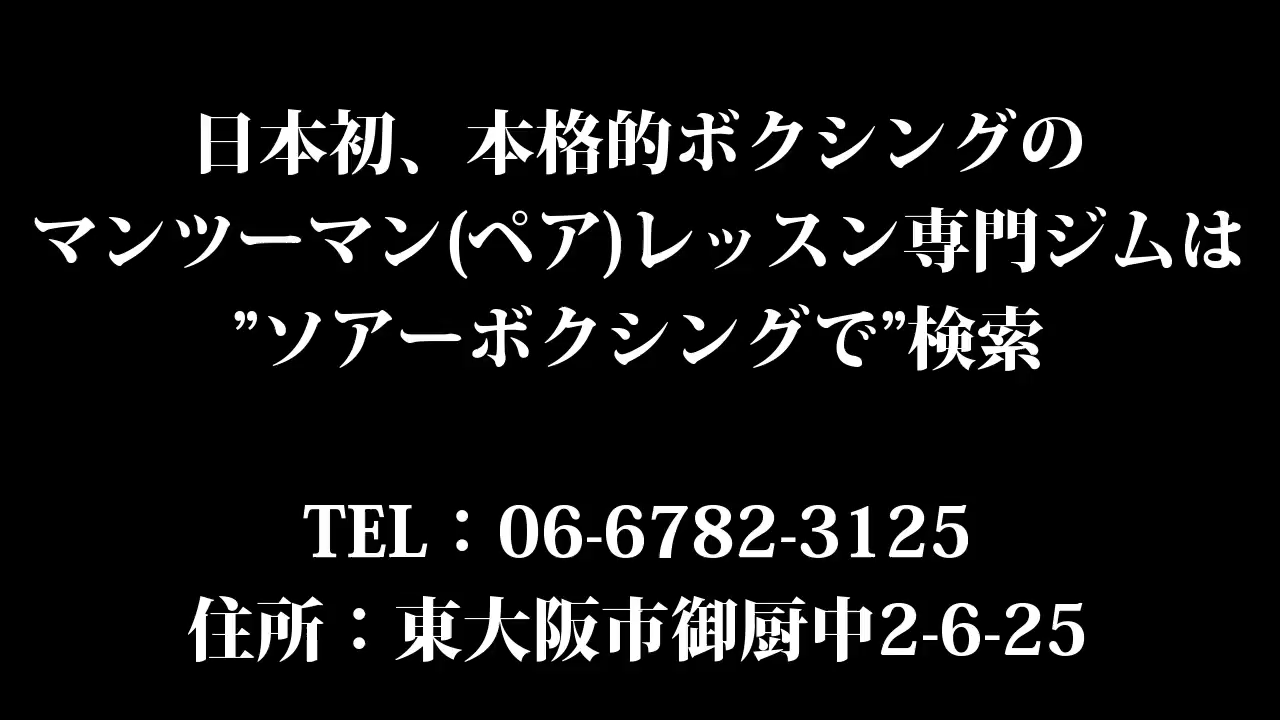 日本初、本格的ボクシングの
マンツーマン(ペア)レッスン専門ジムは
”ソアーボクシングで”検索
TEL：06-6782-3125
住所：東大阪市御厨中2-6-25